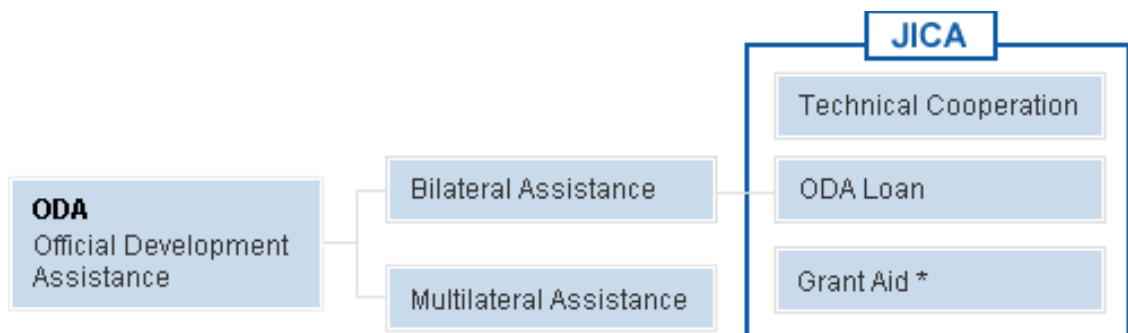 JICA
Technical Cooperation
Bilateral Assistance
ODA Loan
ODA
Official Development
Assistance
Multilateral Assistance
Grant Aid *